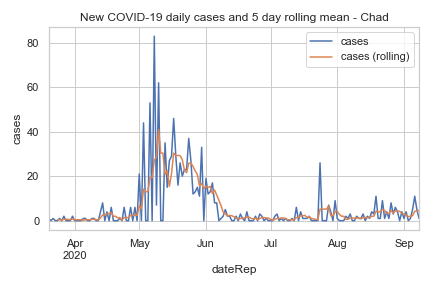 New COVID-19 daily cases and 5 day rolling mean - Chad
cases
cases (rolling)
cases
80
60
40
20
0
Apr
2020
May
Jun
Jul
Aug
Sep
dateRep